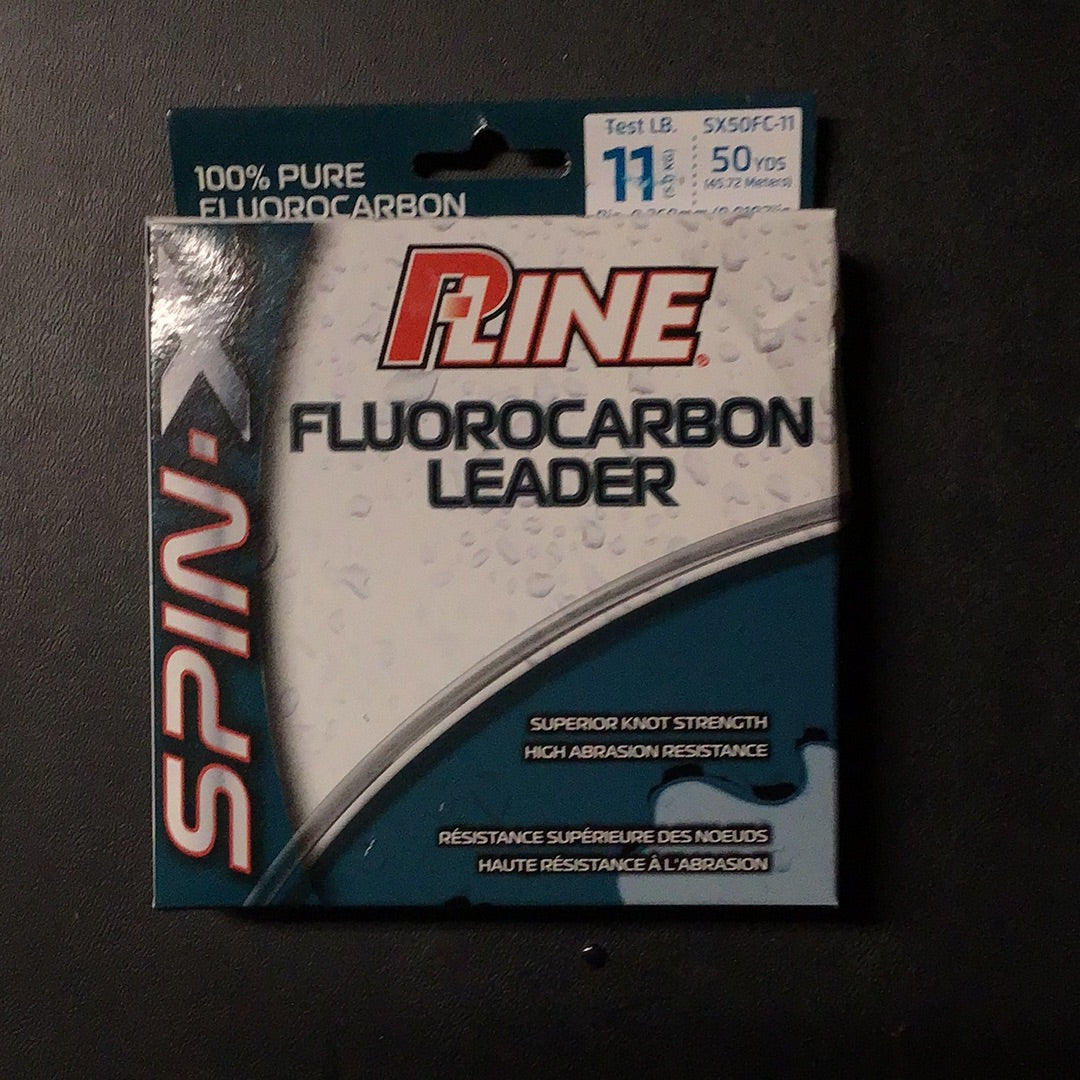 100% PURE
FLUOROCARBON
Test LB. SX50FC-11
11 50 YDS
(45.72 Meters)
P-LINE®
FLUOROCARBON
LEADER
SPIN-X
SUPERIOR KNOT STRENGTH
HIGH ABRASION RESISTANCE
RÉSISTANCE SUPÉRIEURE DES NOEUDS
HAUTE RÉSISTANCE À L'ABRASION